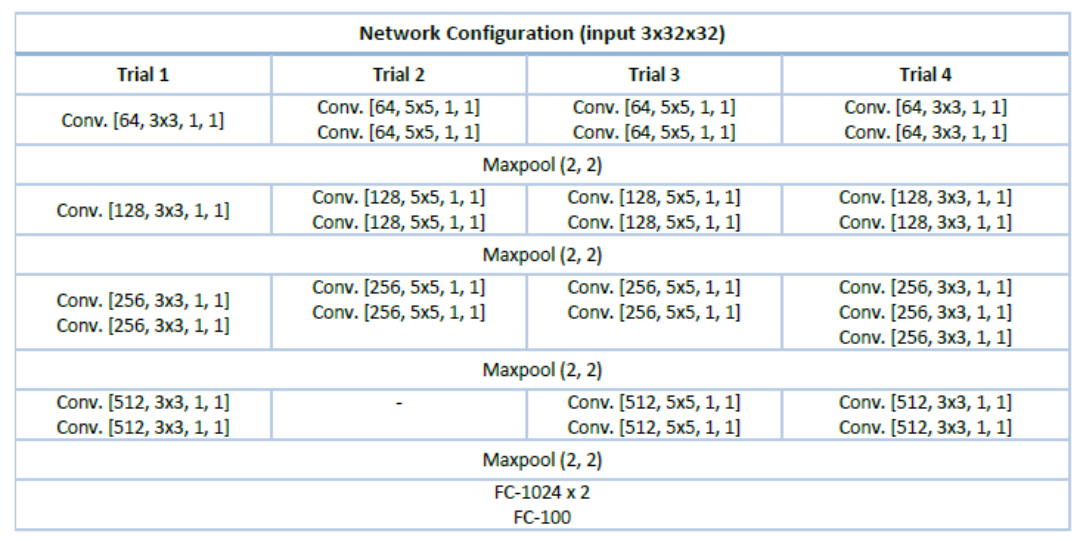 Network Configuration (input 3x32x32)
Trial 1 Trial 2 Trial 3 Trial 4
Conv. [64, 3x3, 1, 1] Conv. [64, 5x5, 1, 1] Conv. [64, 5x5, 1, 1] Conv. [64, 3x3, 1, 1]
Conv. [64, 5x5, 1, 1] Conv. [64, 5x5, 1, 1] Conv. [64, 3x3, 1, 1]
Maxpool (2, 2)
Conv. [128, 3x3, 1, 1] Conv. [128, 5x5, 1, 1] Conv. [128, 5x5, 1, 1] Conv. [128, 3x3, 1, 1]
Conv. [128, 5x5, 1, 1] Conv. [128, 5x5, 1, 1] Conv. [128, 3x3, 1, 1]
Maxpool (2, 2)
Conv. [256, 3x3, 1, 1] Conv. [256, 5x5, 1, 1] Conv. [256, 5x5, 1, 1] Conv. [256, 3x3, 1, 1]
Conv. [256, 3x3, 1, 1] Conv. [256, 5x5, 1, 1] Conv. [256, 5x5, 1, 1] Conv. [256, 3x3, 1, 1]
Conv. [256, 3x3, 1, 1]
Maxpool (2, 2)
Conv. [512, 3x3, 1, 1] - Conv. [512, 5x5, 1, 1] Conv. [512, 3x3, 1, 1]
Conv. [512, 3x3, 1, 1] Conv. [512, 5x5, 1, 1] Conv. [512, 3x3, 1, 1]
Maxpool (2, 2)
FC-1024 x 2
FC-100